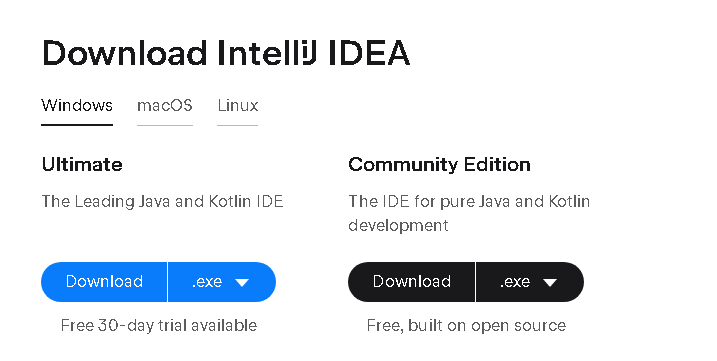 Download IntelliJ IDEA
Windows macOS Linux
Ultimate
The Leading Java and Kotlin IDE
Download .exe
Free 30-day trial available
Community Edition
The IDE for pure Java and Kotlin
development
Download .exe
Free, built on open source